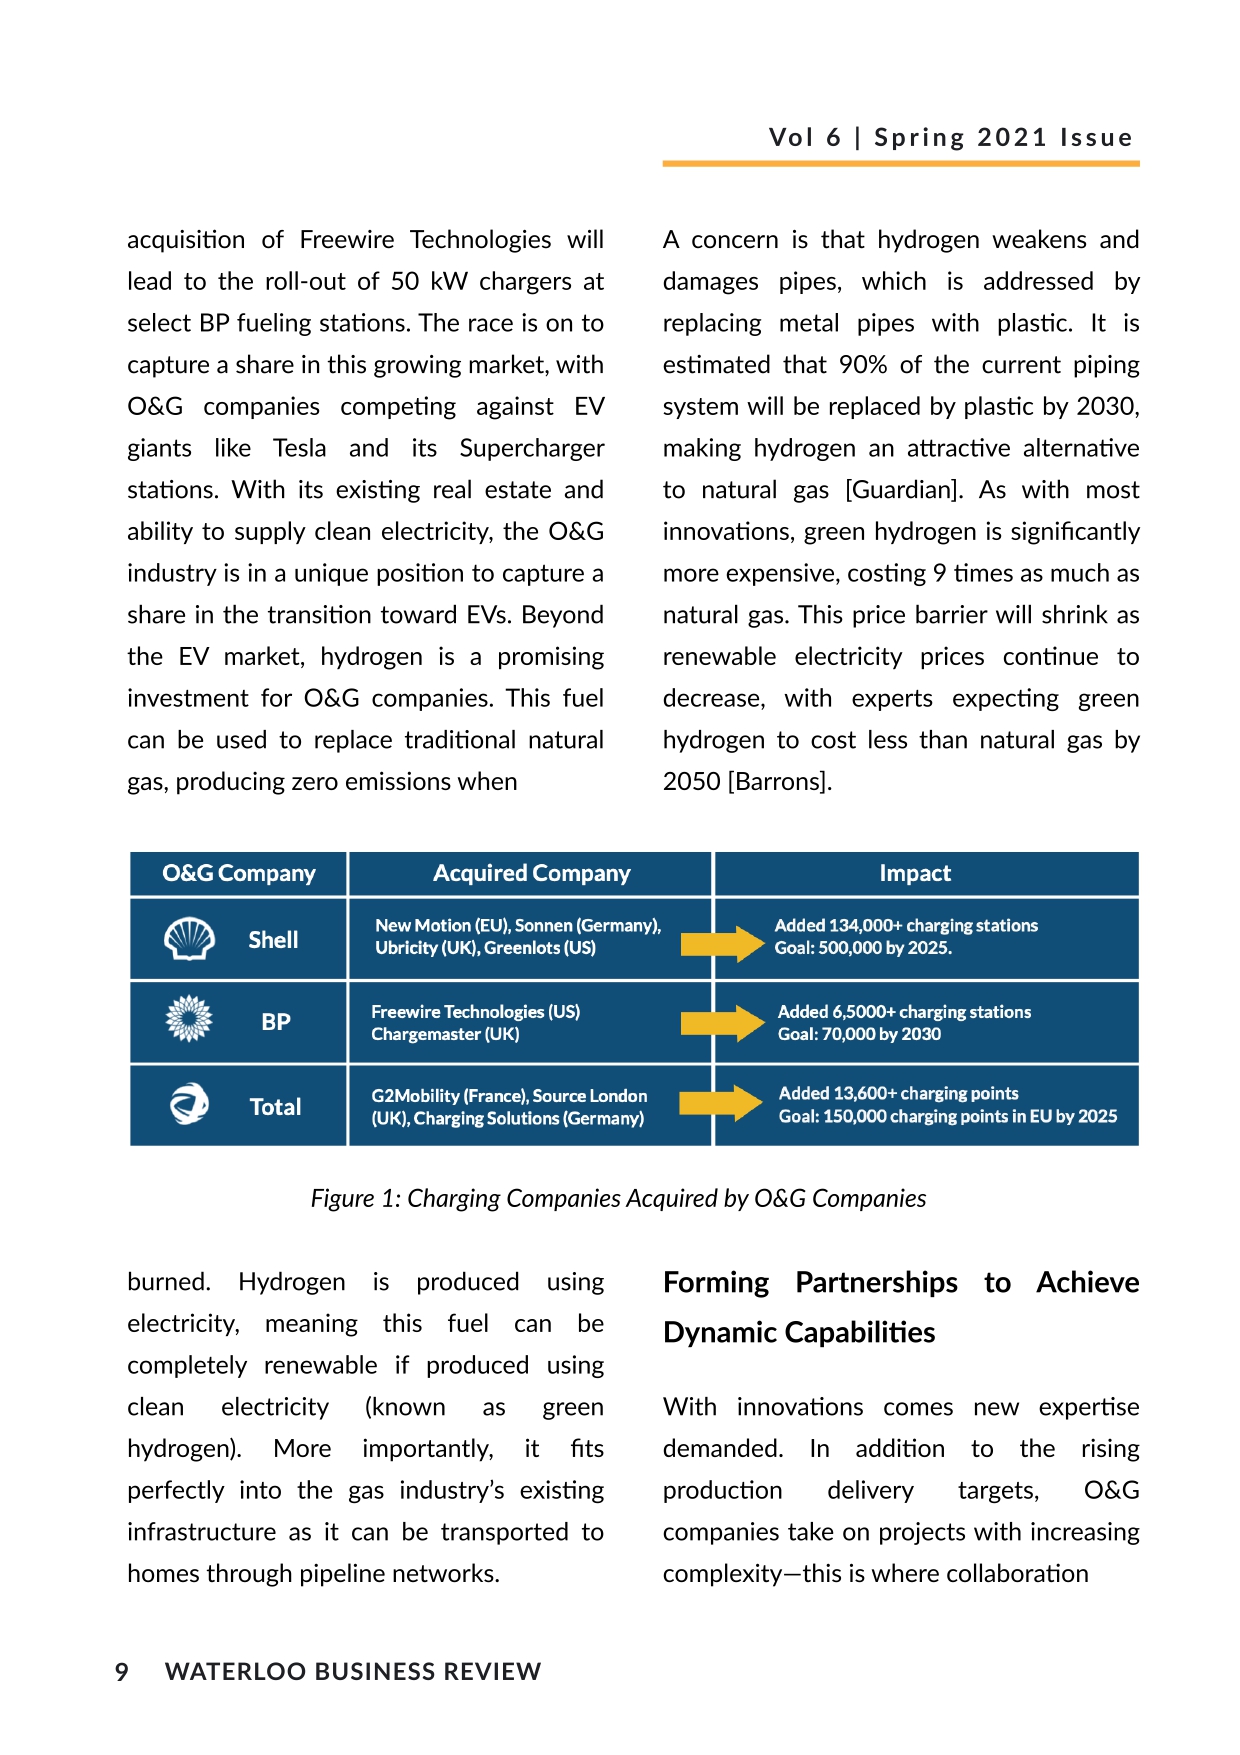 Vol 6 | Spring 2021 Issue
acquisition of Freewire Technologies will
lead to the roll-out of 50 kW chargers at
select BP fueling stations. The race is on to
capture a share in this growing market, with
O&G companies competing against EV
giants like Tesla and its Supercharger
stations. With its existing real estate and
ability to supply clean electricity, the O&G
industry is in a unique position to capture a
share in the transition toward EVs. Beyond
the EV market, hydrogen is a promising
investment for O&G companies. This fuel
can be used to replace traditional natural
gas, producing zero emissions when
burned. Hydrogen is produced using
electricity, meaning this fuel can be
completely renewable if produced using
clean electricity (known as green
hydrogen). More importantly, it fits
perfectly into the gas industry's existing
infrastructure as it can be transported to
homes through pipeline networks.
A concern is that hydrogen weakens and
damages pipes, which is addressed by
replacing metal pipes with plastic. It is
estimated that 90% of the current piping
system will be replaced by plastic by 2030,
making hydrogen an attractive alternative
to natural gas [Guardian]. As with most
innovations, green hydrogen is significantly
more expensive, costing 9 times as much as
natural gas. This price barrier will shrink as
renewable electricity prices continue to
decrease, with experts expecting green
hydrogen to cost less than natural gas by
2050 [Barrons].
O&G Company Acquired Company Impact
Shell
New Motion (EU), Sonnen (Germany),
Ubricity (UK), Greenlots (US)
Added 134,000+ charging stations
Goal: 500,000 by 2025.
BP
Freewire Technologies (US)
Chargemaster (UK)
Added 6,5000+ charging stations
Goal: 70,000 by 2030
Total
G2Mobility (France), Source London
(UK), Charging Solutions (Germany)
Added 13,600+ charging points
Goal: 150,000 charging points in EU by 2025
Figure 1: Charging Companies Acquired by O&G Companies
Forming Partnerships to Achieve
Dynamic Capabilities
With innovations comes new expertise
demanded. In addition to the rising
production delivery targets, O&G
companies take on projects with increasing
complexity—this is where collaboration
9 WATERLOO BUSINESS REVIEW